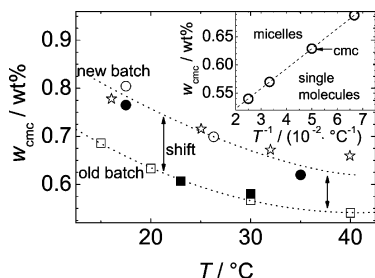 w_cmc / wt%
0.9
0.8
0.7
0.6
new batch
old batch
shift
20
30
40
T / °C
w_cmc / wt%
0.65
0.60
0.55
micelles
cmc
single
molecules
2 3 4 5 6 7
T⁻¹ / (10⁻² · °C⁻¹)